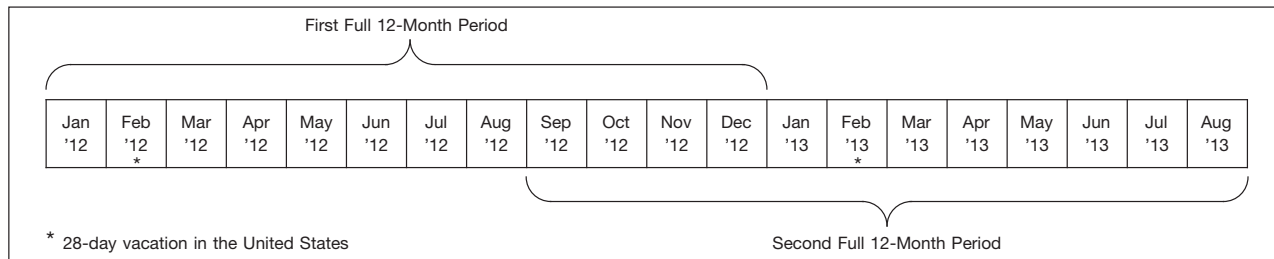 First Full 12-Month Period
Jan Feb Mar Apr May Jun Jul Aug Sep Oct Nov Dec Jan Feb Mar Apr May Jun Jul Aug
’12 ’12 ’12 ’12 ’12 ’12 ’12 ’12 ’12 ’12 ’12 ’12 ’13 ’13 ’13 ’13 ’13 ’13 ’13 ’13
* *
* 28-day vacation in the United States
Second Full 12-Month Period